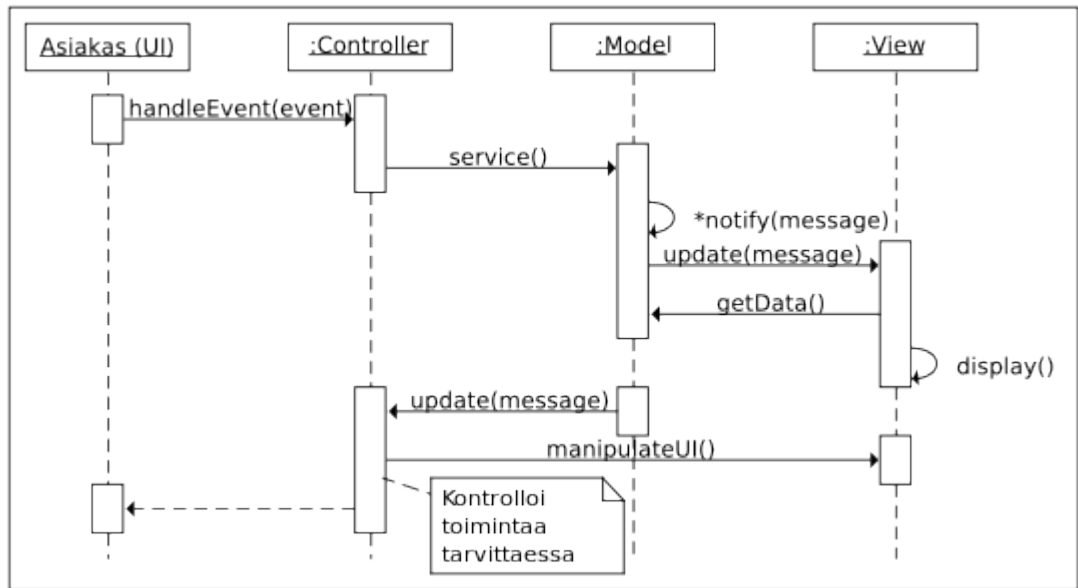 Asiakas (UI)
:Controller
:Model
:View
handleEvent(event)
service()
*notify(message)
update(message)
getData()
display()
update(message)
manipulateUI()
Kontrolloi
toimintaa
tarvittaessa